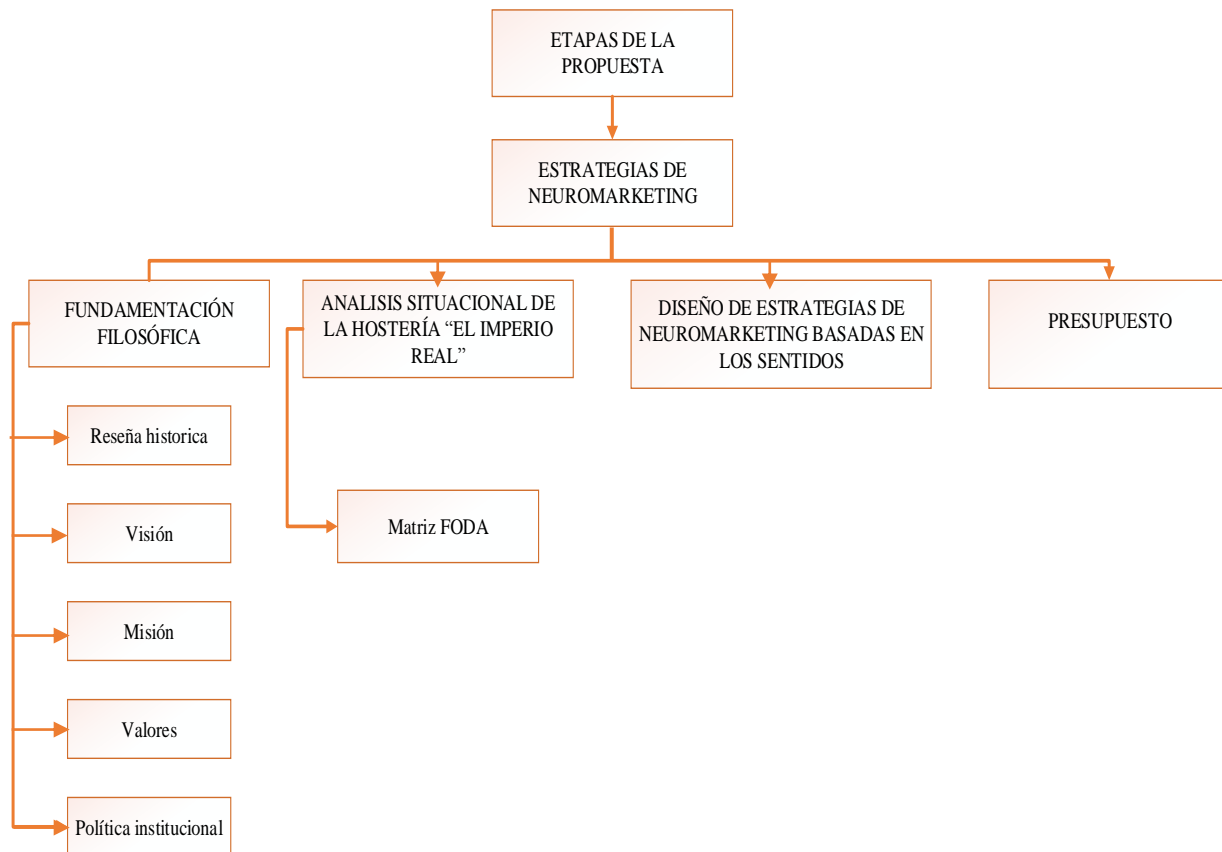 ETAPAS DE LA
PROPUESTA
ESTRATEGIAS DE
NEUROMARKETING
FUNDAMENTACIÓN
FILOSÓFICA
ANALISIS SITUACIONAL DE
LA HOSTERÍA “EL IMPERIO
REAL”
DISEÑO DE ESTRATEGIAS DE
NEUROMARKETING BASADAS EN
LOS SENTIDOS
PRESUPUESTO
Reseña historica
Visión
Misión
Valores
Política institucional
Matriz FODA